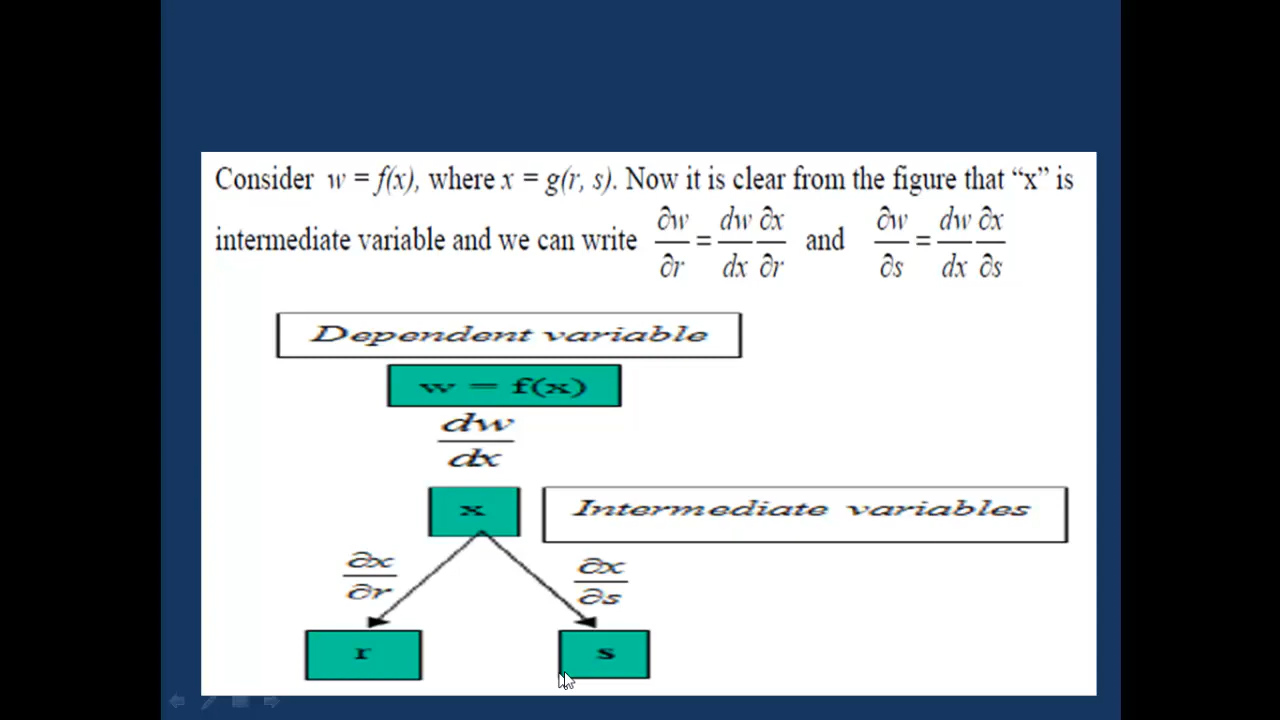 Consider w = f(x), where x = g(r, s). Now it is clear from the figure that “x” is
intermediate variable and we can write ∂w/∂r = dw/dx ∂x/∂r and ∂w/∂s = dw/dx ∂x/∂s
Dependent variable
w = f(x)
dw/dx
x Intermediate variables
∂x/∂r ∂x/∂s
r s